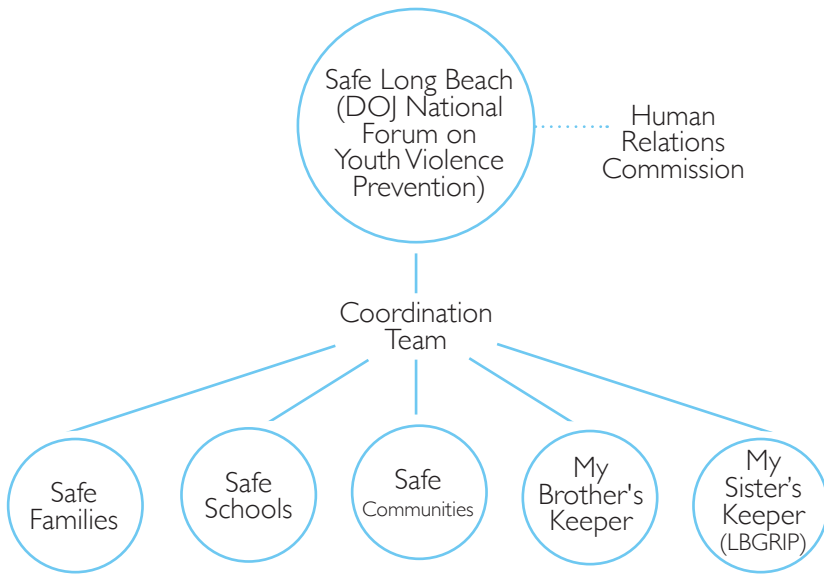 Safe Long Beach
(DOJ National
Forum on
Youth Violence
Prevention)
Human
Relations
Commission
Coordination
Team
Safe
Families
Safe
Schools
Safe
Communities
My
Brother's
Keeper
My
Sister’s
Keeper
(LBGRIP)